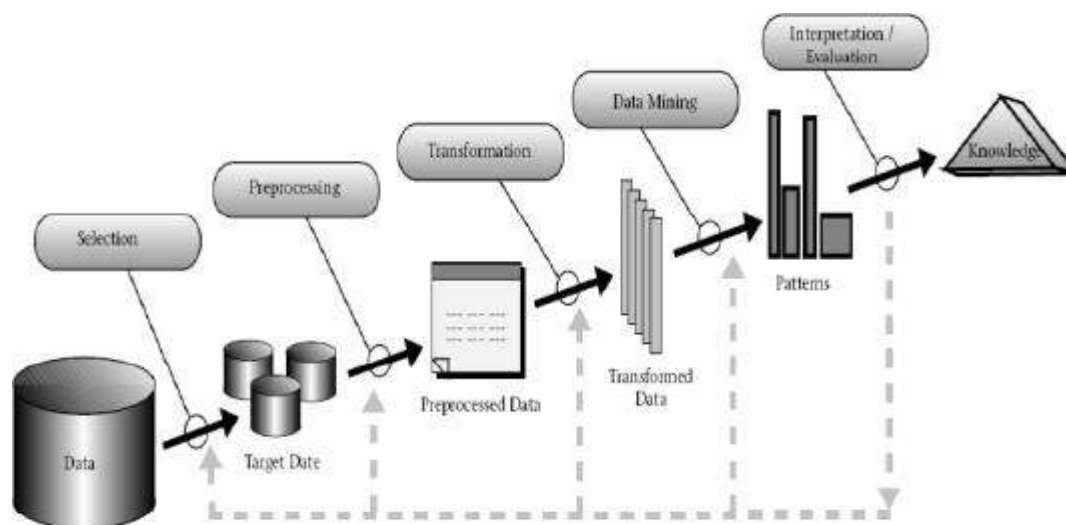 Interpretation /
Evaluation
Data Mining
Knowledge
Transformation
Preprocessing
Selection
Patterns
Transformed
Data
Preprocessed Data
Target Date
Data